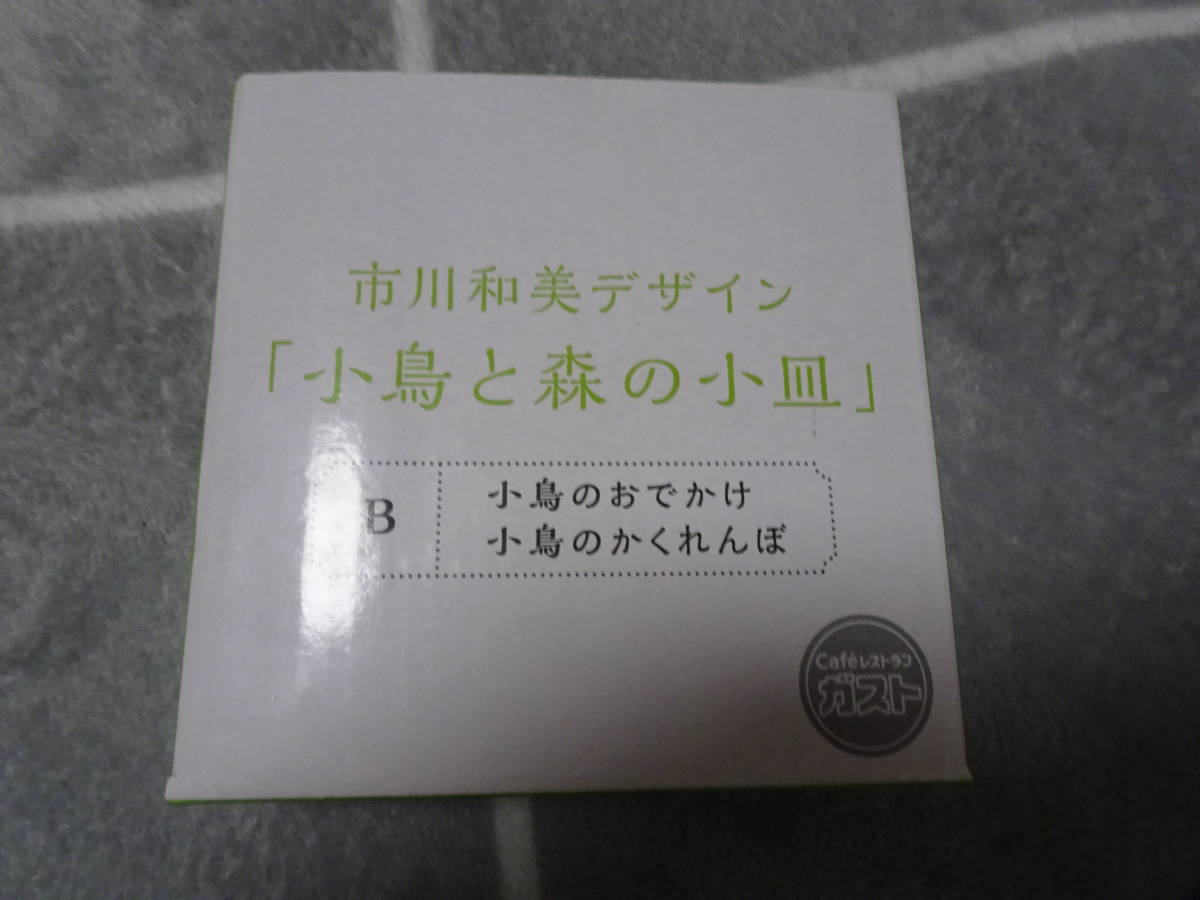 市川和美デザイン
「小鳥と森の小皿」
B
小鳥のおでかけ
小鳥のかくれんぼ
Caféレストラン
ガスト